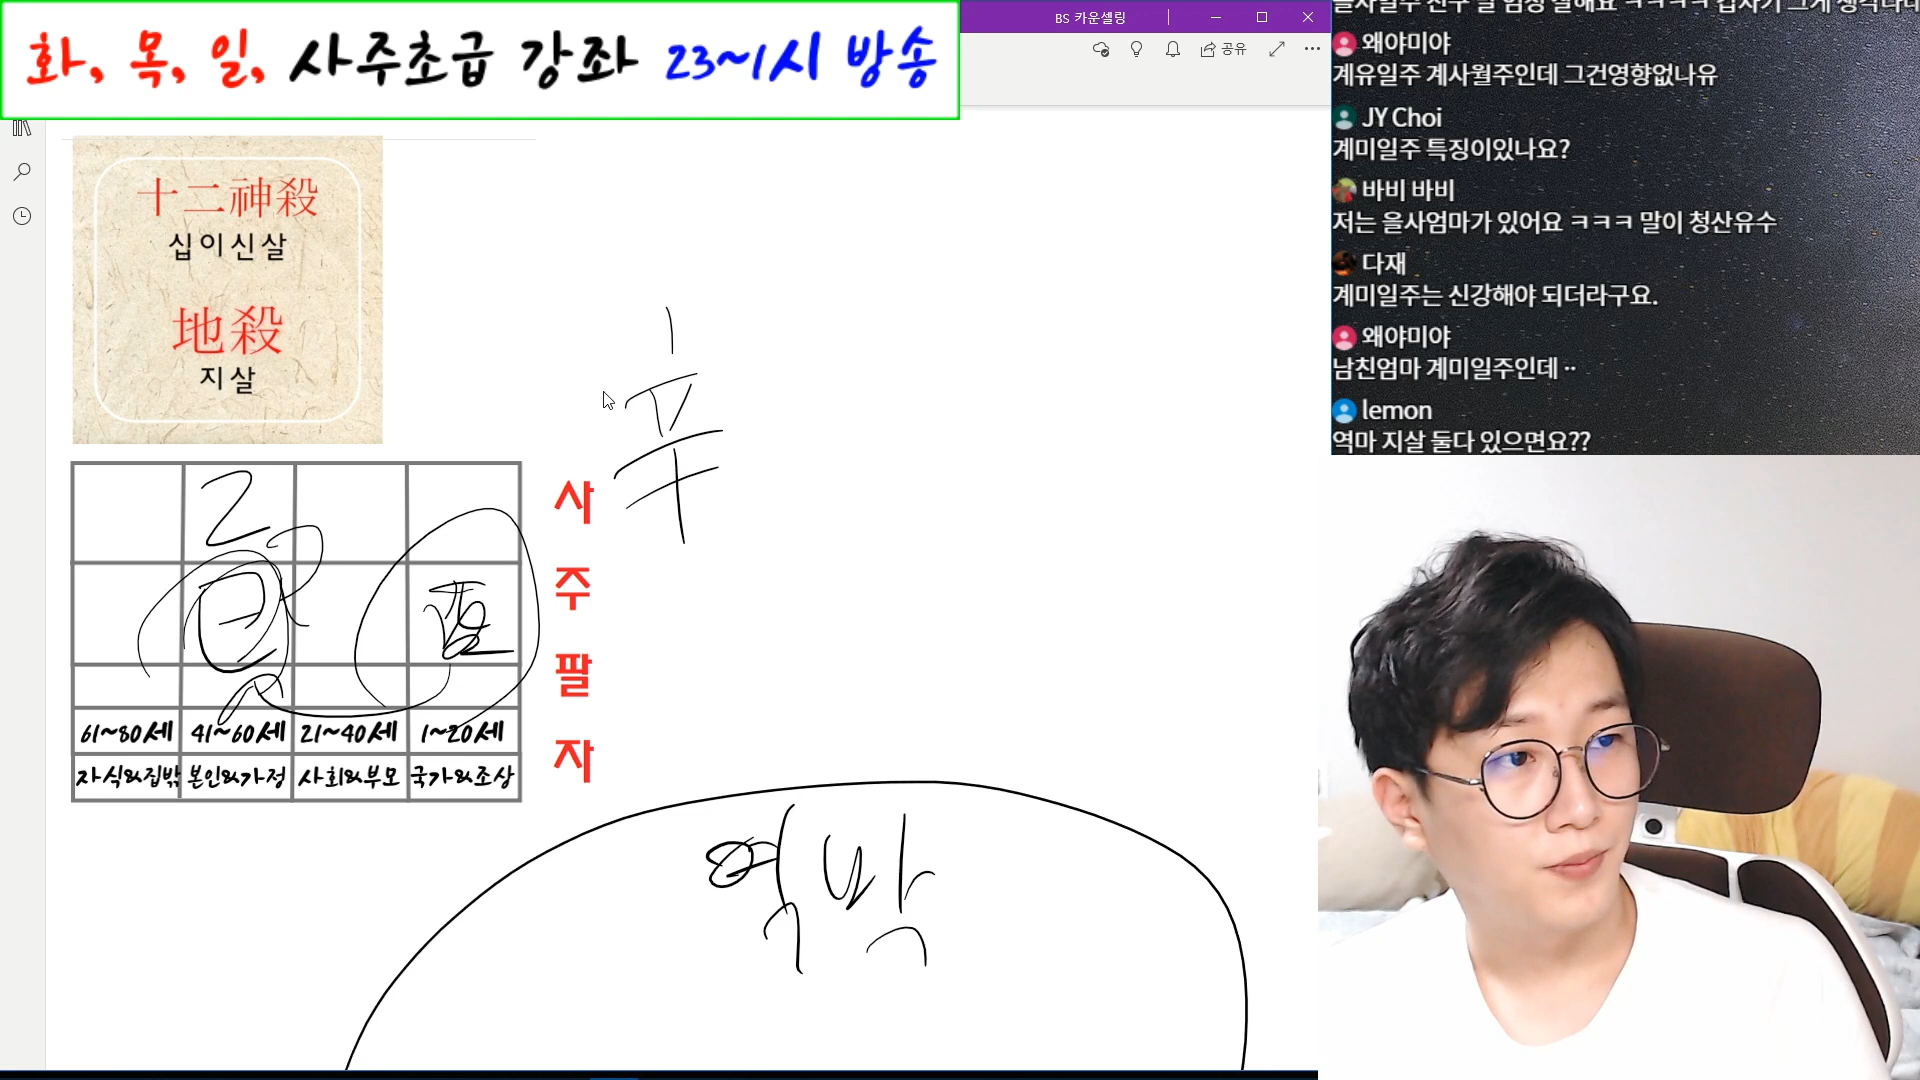 화, 목, 일, 사주초급 강좌 23~1시 방송
BS 카운셀링
공유
十二神殺
십이신살
地殺
지살
辛
乙
巳 酉
사
주
팔
자
61~80세 41~60세 21~40세 1~20세
자식&집밖 본인&가정 사회&부모 국가&조상
역박
왜야미야
계유일주 계사월주인데 그건영향없나유
JY Choi
계미일주 특징이있나요?
바비 바비
저는 을사엄마가 있어요 ㅋㅋㅋ 말이 청산유수
다재
계미일주는 신강해야 되더라구요.
왜야미야
남친엄마 계미일주인데 ··
lemon
역마 지살 둘다 있으면요??